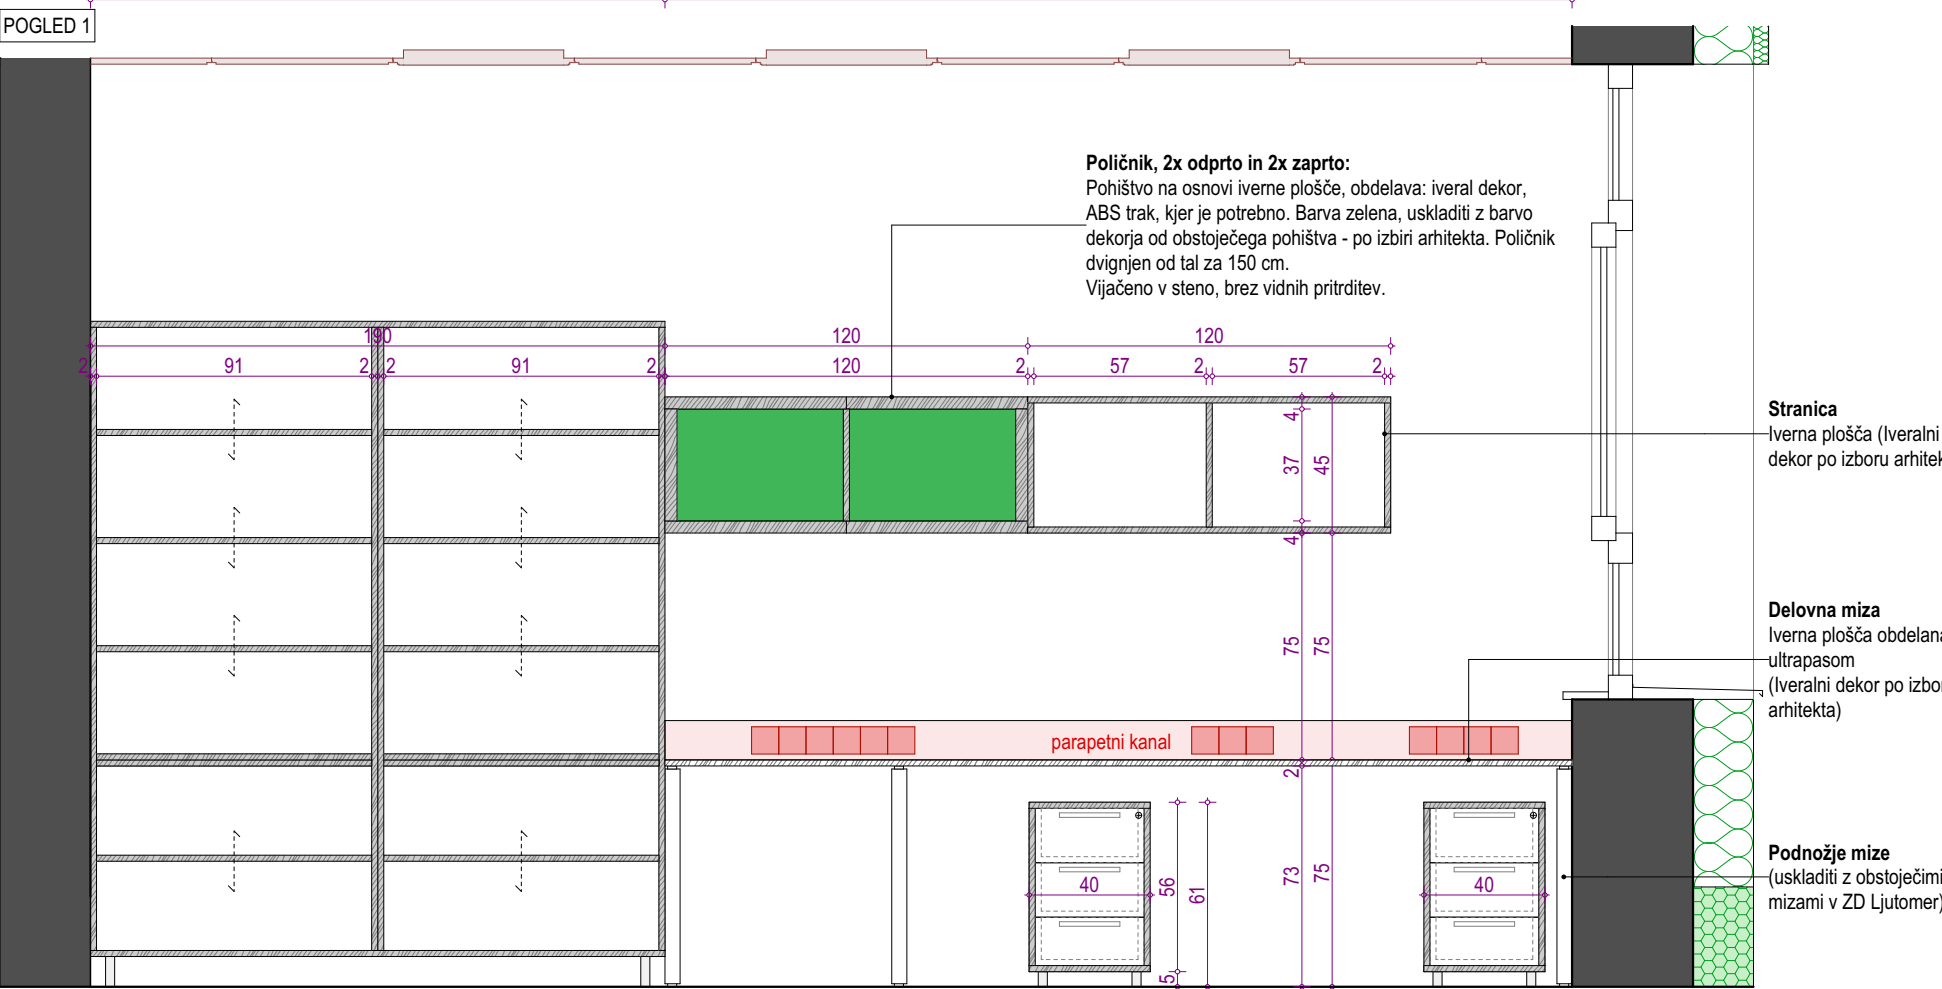 POGLED 1
Poličnik, 2x odprto in 2x zaprto:
Pohištvo na osnovi iverne plošče, obdelava: iveral dekor,
ABS trak, kjer je potrebno. Barva zelena, uskladiti z barvo
dekorja od obstoječega pohištva - po izbiri arhitekta. Poličnik
dvignjen od tal za 150 cm.
Vijačeno v steno, brez vidnih pritrditev.
190
120
120
2
91
2
2
91
2
120
2
57
2
57
2
4
37
45
4
Stranica
Iverna plošča (Iveralni
dekor po izboru arhitek
75
75
Delovna miza
Iverna plošča obdelana
ultrapasom
(Iveralni dekor po izbor
arhitekta)
parapetni kanal
2
73
75
40
56
61
5
40
Podnožje mize
(uskladiti z obstoječimi
mizami v ZD Ljutomer)